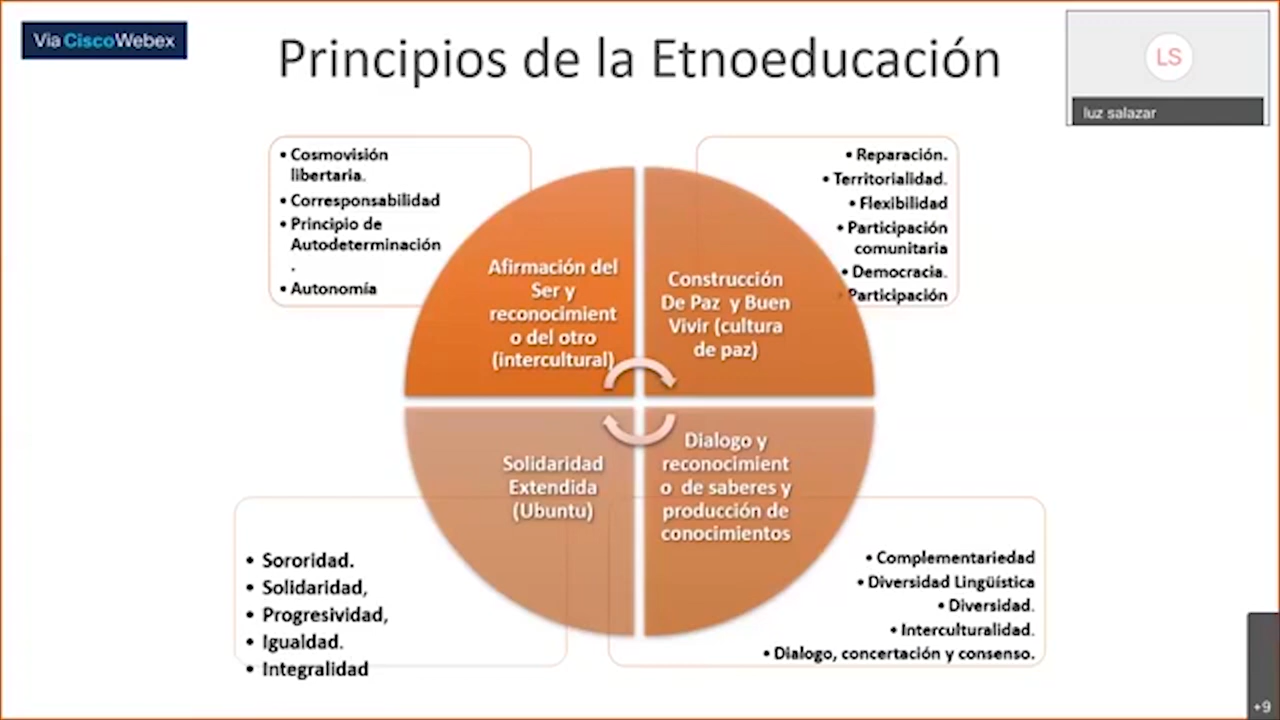 Via CiscoWebex
Principios de la Etnoeducación
LS
luz salazar
• Cosmovisión
libertaria.
• Corresponsabilidad
• Principio de
Autodeterminación
.
• Autonomía
• Reparación.
• Territorialidad.
• Flexibilidad
• Participación
comunitaria
• Democracia.
• Participación
Afirmación del
Ser y
reconocimient
o del otro
(intercultural)
Construcción
De Paz y Buen
Vivir (cultura
de paz)
Solidaridad
Extendida
(Ubuntu)
Dialogo y
reconocimient
o de saberes y
producción de
conocimientos
• Sororidad.
• Solidaridad,
• Progresividad,
• Igualdad.
• Integralidad
• Complementariedad
• Diversidad Lingüística
• Diversidad.
• Interculturalidad.
• Dialogo, concertación y consenso.
+9